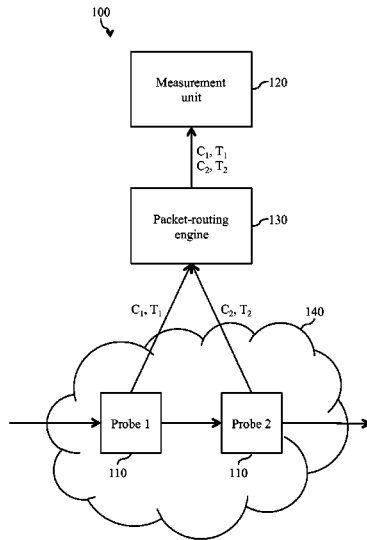 100
Measurement
unit
120
C₁, T₁
C₂, T₂
Packet-routing
engine
130
C₁, T₁
C₂, T₂
140
Probe 1
Probe 2
110
110